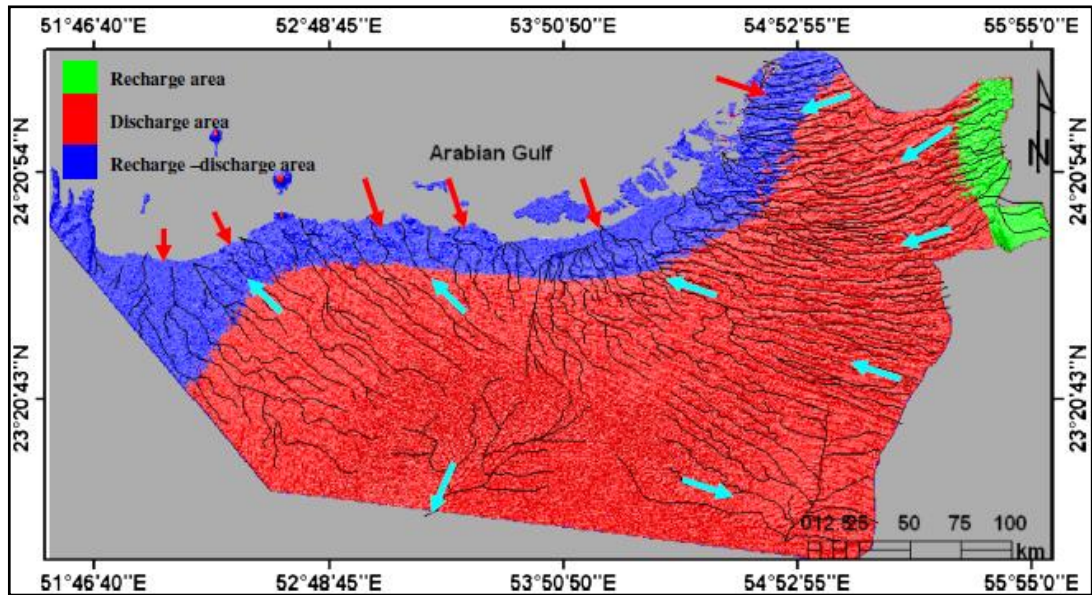 51°46'40"E 52°48'45"E 53°50'50"E 54°52'55"E 55°55'0"E
Recharge area
Discharge area
Recharge –discharge area
Arabian Gulf
N
24°20'54"N
24°20'54"N
23°20'43"N
23°20'43"N
50 75 100
km
51°46'40"E 52°48'45"E 53°50'50"E 54°52'55"E 55°55'0"E